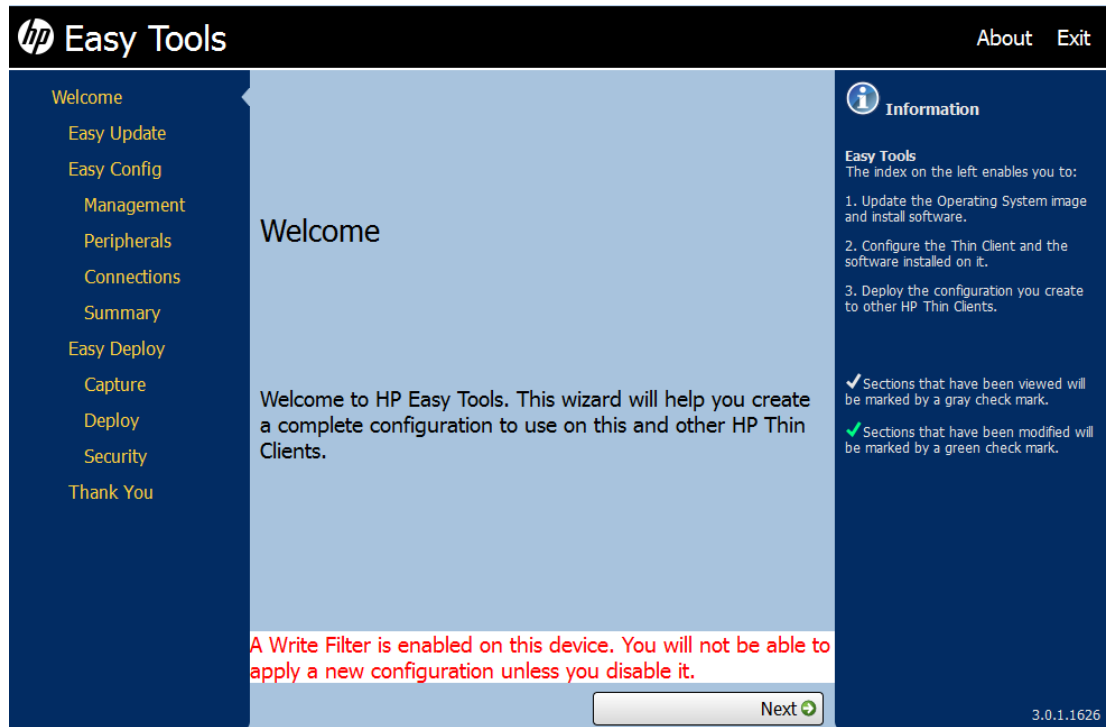 hp Easy Tools
About Exit
Welcome
Easy Update
Easy Config
Management
Peripherals
Connections
Summary
Easy Deploy
Capture
Deploy
Security
Thank You
Welcome
Welcome to HP Easy Tools. This wizard will help you create
a complete configuration to use on this and other HP Thin
Clients.
A Write Filter is enabled on this device. You will not be able to
apply a new configuration unless you disable it.
Next
Information
Easy Tools
The index on the left enables you to:
1. Update the Operating System image
and install software.
2. Configure the Thin Client and the
software installed on it.
3. Deploy the configuration you create
to other HP Thin Clients.
Sections that have been viewed will
be marked by a gray check mark.
Sections that have been modified will
be marked by a green check mark.
3.0.1.1626